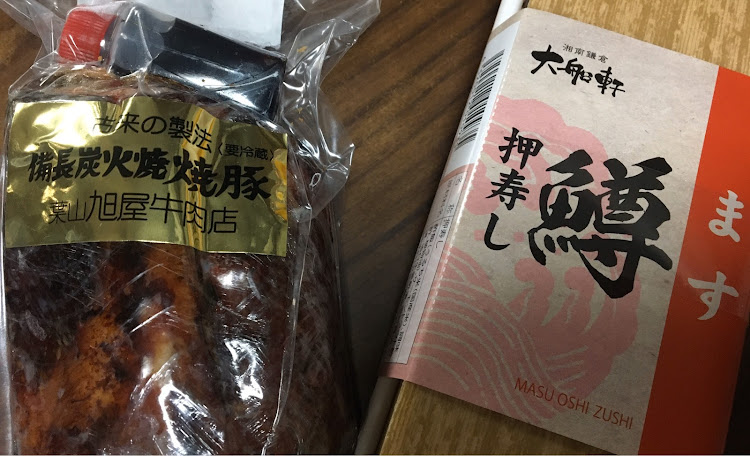 来の製法
〈要冷蔵〉
備長炭火焼焼豚
葉山 旭屋牛肉店
湘南鎌倉
大船軒
押寿し
鱒
ます
MASU OSHI ZUSHI